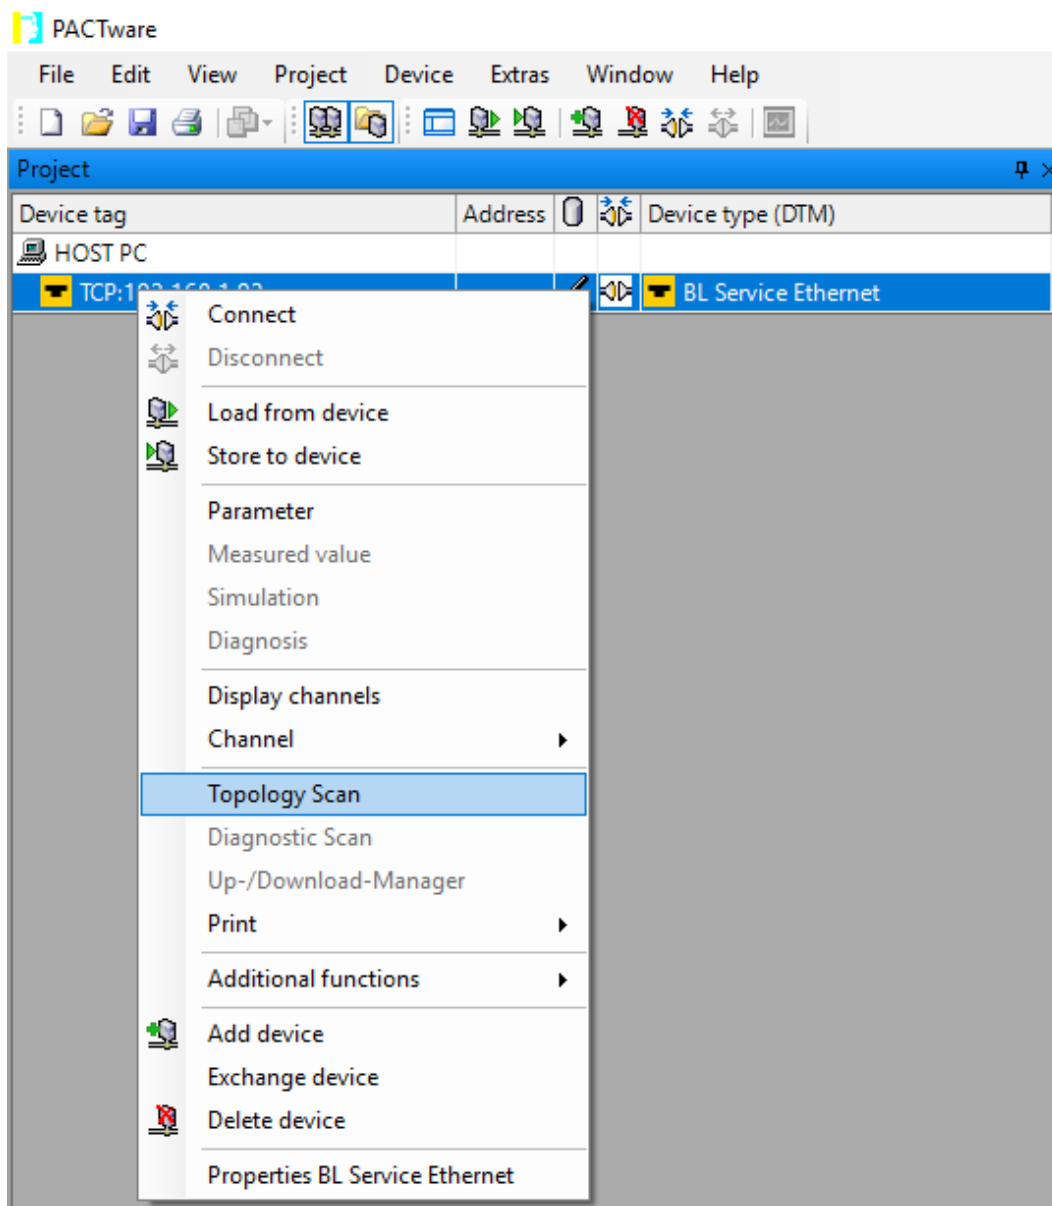 PACTware
File Edit View Project Device Extras Window Help
Project
Device tag Address Device type (DTM)
HOST PC
BL Service Ethernet
Connect
Disconnect
Load from device
Store to device
Parameter
Measured value
Simulation
Diagnosis
Display channels
Channel
Topology Scan
Diagnostic Scan
Up-/Download-Manager
Print
Additional functions
Add device
Exchange device
Delete device
Properties BL Service Ethernet